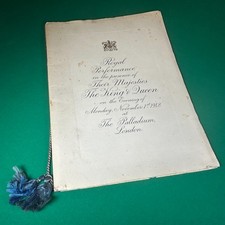 Royal
Performance
in the presence of
Their Majesties
The King & Queen
on the Evening of
Monday November 1st
at
The Palladium,
London.